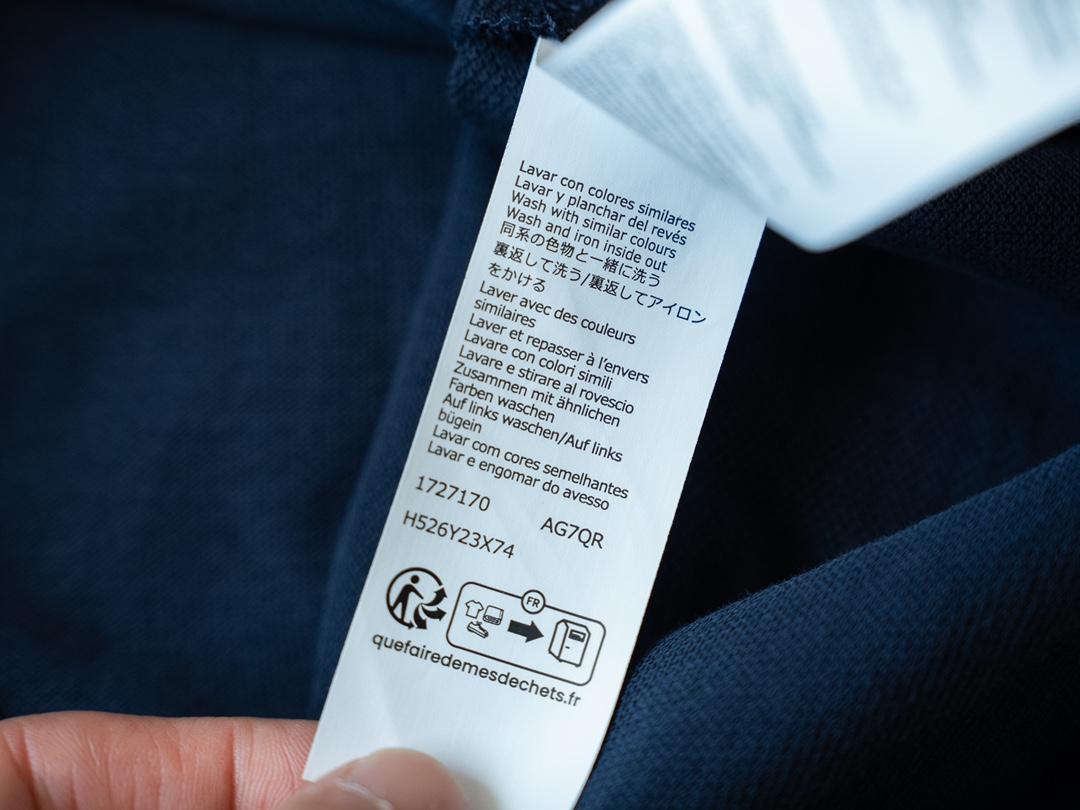 Lavar con colores similares
Lavar y planchar del revés
Wash with similar colours
Wash and iron inside out
同系の色物と一緒に洗う
裏返して洗う/裏返してアイロン
をかける
Laver avec des couleurs
similaires
Laver et repasser à l'envers
Lavare con colori simili
Lavare e stirare al rovescio
Zusammen mit ähnlichen
Farben waschen
Auf links waschen/Auf links
bügein
Lavar com cores semelhantes
Lavar e engomar do avesso
1727170 AG7QR
H526Y23X74
FR
quefairedemesdechets.fr